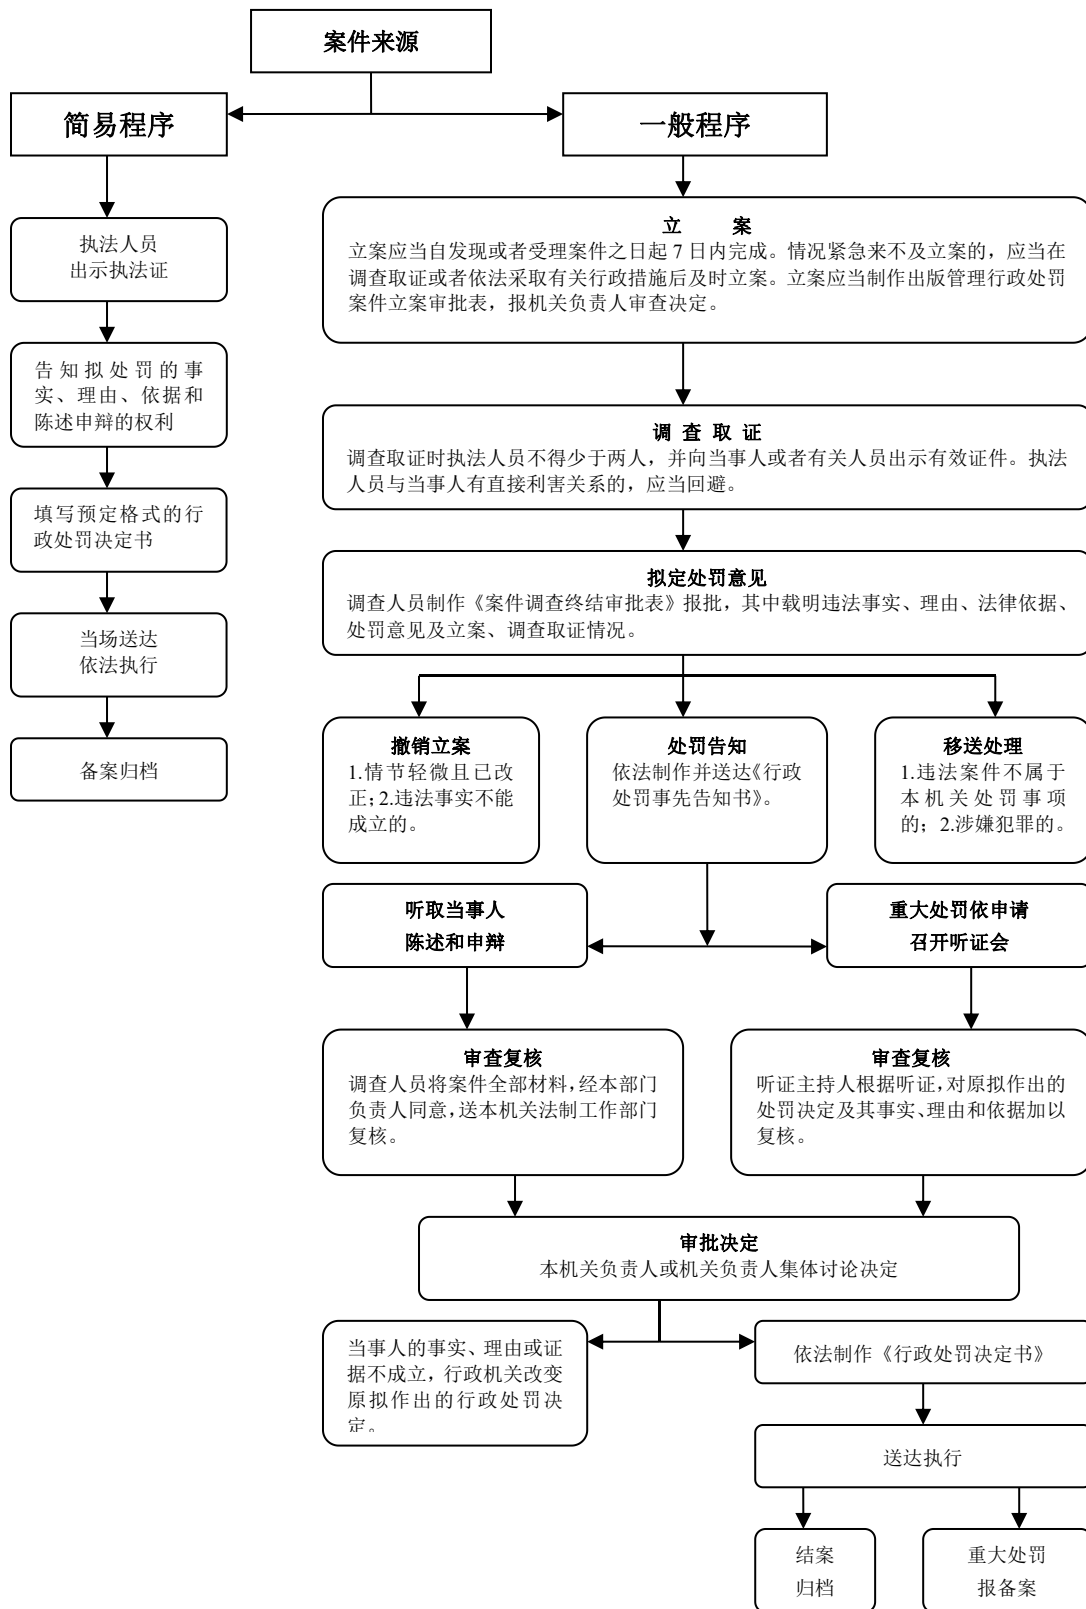 案件来源
简易程序
一般程序
执法人员
出示执法证
告知拟处罚的事
实、理由、依据和
陈述申辩的权利
填写预定格式的行
政处罚决定书
当场送达
依法执行
备案归档
立 案
立案应当自发现或者受理案件之日起 7 日内完成。情况紧急来不及立案的，应当在
调查取证或者依法采取有关行政措施后及时立案。立案应当制作出版管理行政处罚
案件立案审批表，报机关负责人审查决定。
调 查 取 证
调查取证时执法人员不得少于两人，并向当事人或者有关人员出示有效证件。执法
人员与当事人有直接利害关系的，应当回避。
拟定处罚意见
调查人员制作《案件调查终结审批表》报批，其中载明违法事实、理由、法律依据、
处罚意见及立案、调查取证情况。
撤销立案
1.情节轻微且已改
正；2.违法事实不能
成立的。
处罚告知
依法制作并送达《行政
处罚事先告知书》。
移送处理
1.违法案件不属于
本机关处罚事项
的；2.涉嫌犯罪的。
听取当事人
陈述和申辩
重大处罚依申请
召开听证会
审查复核
调查人员将案件全部材料，经本部门
负责人同意，送本机关法制工作部门
复核。
审查复核
听证主持人根据听证，对原拟作出的
处罚决定及其事实、理由和依据加以
复核。
审批决定
本机关负责人或机关负责人集体讨论决定
当事人的事实、理由或证
据不成立，行政机关改变
原拟作出的行政处罚决
定。
依法制作《行政处罚决定书》
送达执行
结案
归档
重大处罚
报备案